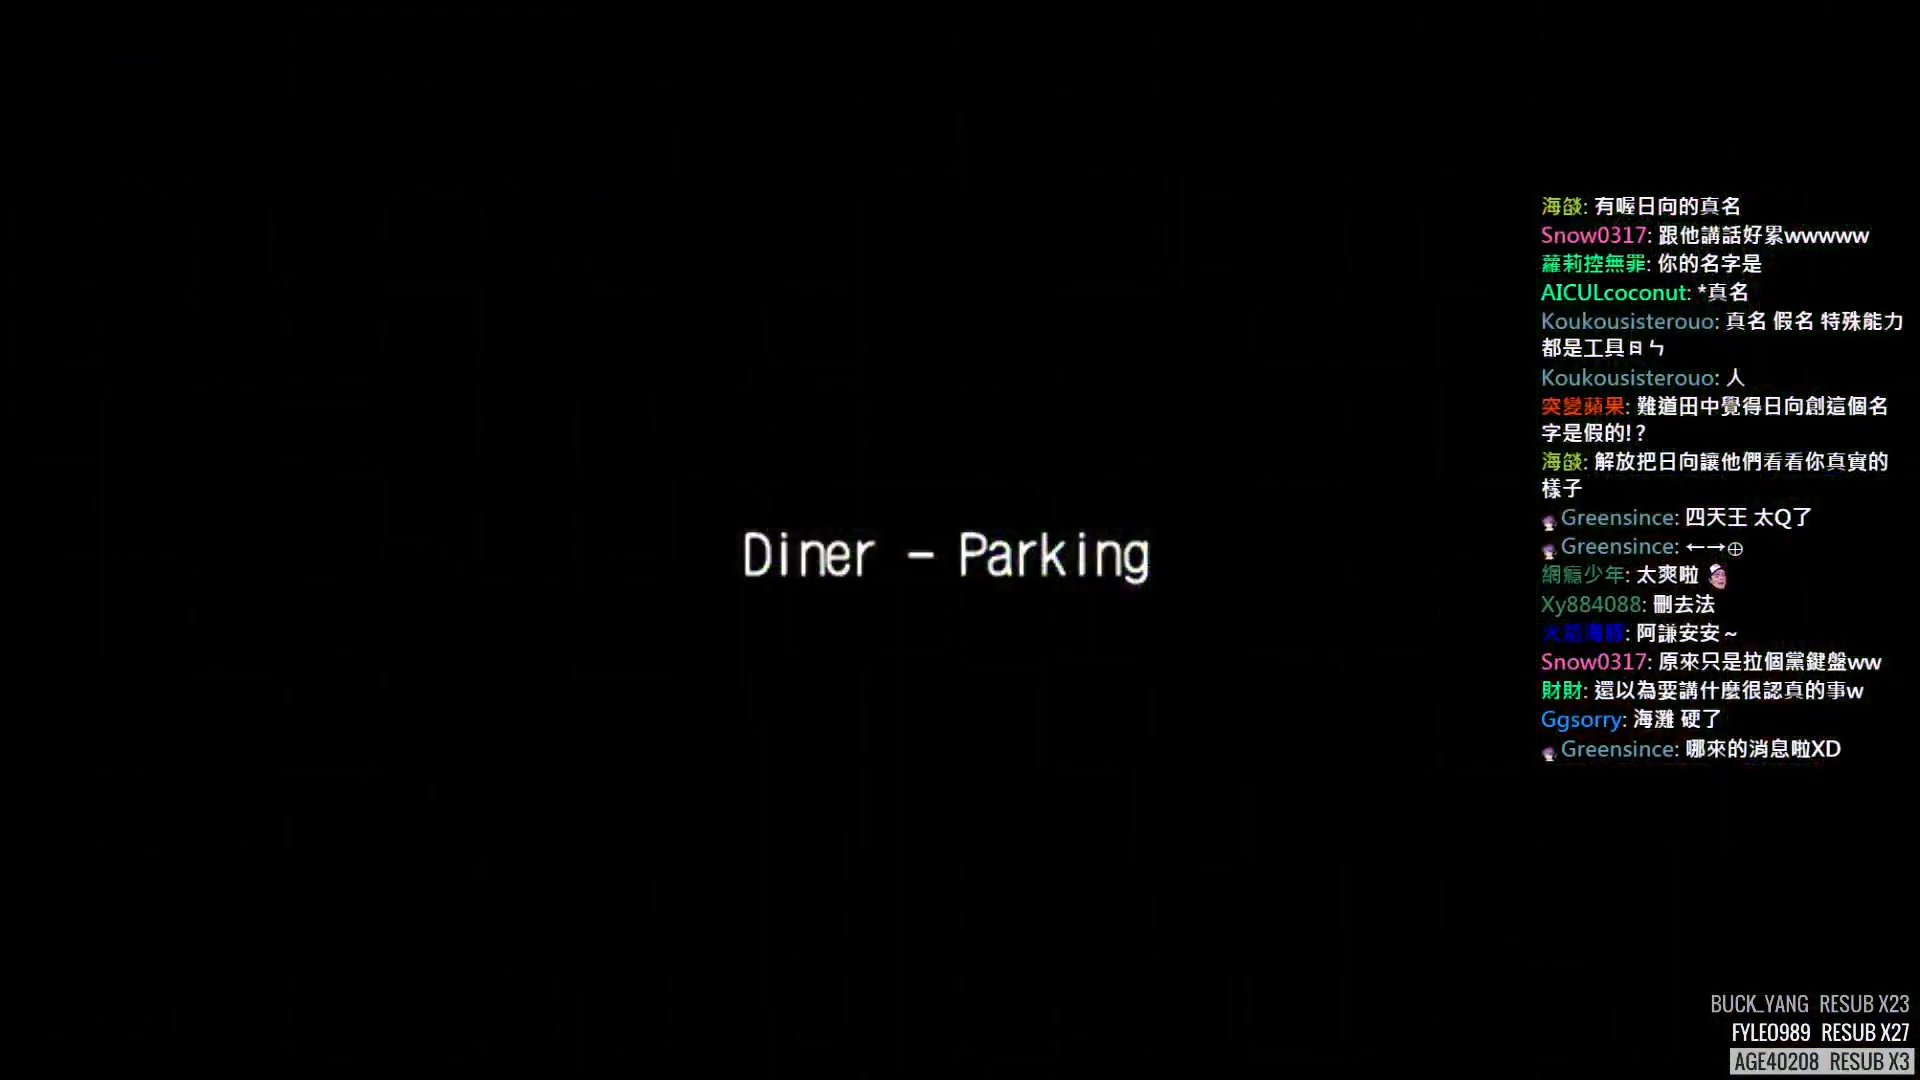 Diner - Parking
海燄: 有喔日向的真名
Snow0317: 跟他講話好累wwwww
蘿莉控無罪: 你的名字是
AICULcoconut: *真名
Koukousisterouo: 真名 假名 特殊能力
都是工具ㄖㄣ
Koukousisterouo: 人
突變蘋果: 難道田中覺得日向創這個名
字是假的!?
海燄: 解放把日向讓他們看看你真實的
樣子
Greensince: 四天王 太Q了
Greensince: ←→⊕
網癮少年: 太爽啦
Xy884088: 刪去法
火箭海豚: 阿謙安安～
Snow0317: 原來只是拉個黨鍵盤ww
財財: 還以為要講什麼很認真的事w
Ggsorry: 海灘 硬了
Greensince: 哪來的消息啦XD
BUCK_YANG RESUB X23
FYLEO989 RESUB X27
AGE40208 RESUB X3